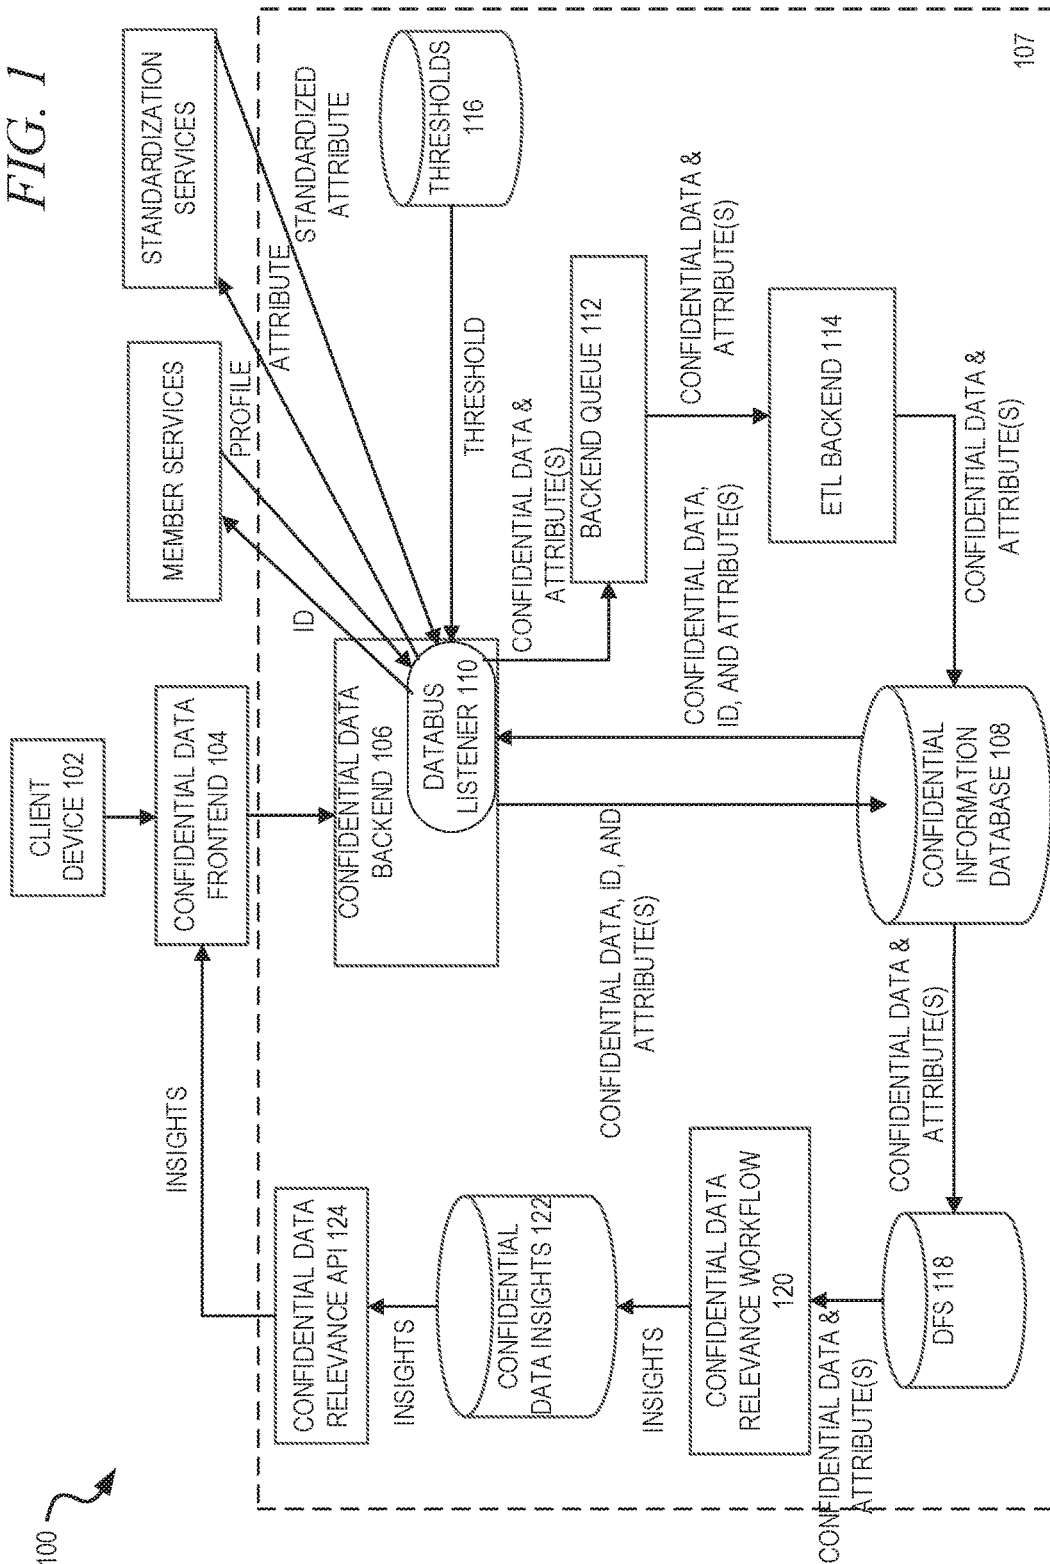 FIG. 1
100
CLIENT
DEVICE 102
CONFIDENTIAL DATA
FRONTEND 104
INSIGHTS
MEMBER SERVICES
STANDARDIZATION
SERVICES
ID
PROFILE
ATTRIBUTE
STANDARDIZED
ATTRIBUTE
CONFIDENTIAL DATA
RELEVANCE API 124
CONFIDENTIAL DATA
BACKEND 106
DATABUS
LISTENER 110
THRESHOLD
THRESHOLDS
116
INSIGHTS
CONFIDENTIAL
DATA INSIGHTS 122
CONFIDENTIAL DATA &
ATTRIBUTE(S)
BACKEND QUEUE 112
CONFIDENTIAL DATA, ID, AND
ATTRIBUTE(S)
CONFIDENTIAL DATA,
ID, AND ATTRIBUTE(S)
CONFIDENTIAL DATA &
ATTRIBUTE(S)
INSIGHTS
CONFIDENTIAL DATA
RELEVANCE WORKFLOW
120
ETL BACKEND 114
CONFIDENTIAL DATA &
ATTRIBUTE(S)
DFS 118
CONFIDENTIAL DATA &
ATTRIBUTE(S)
CONFIDENTIAL
INFORMATION
DATABASE 108
CONFIDENTIAL DATA &
ATTRIBUTE(S)
107